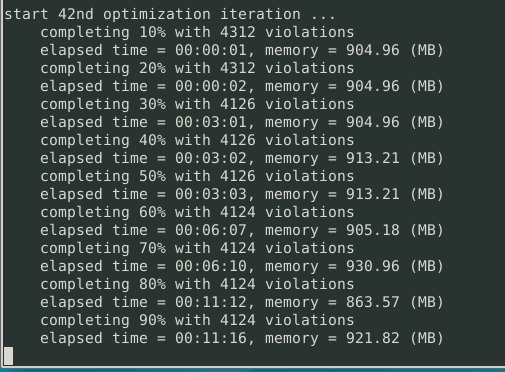 start 42nd optimization iteration ...
completing 10% with 4312 violations
elapsed time = 00:00:01, memory = 904.96 (MB)
completing 20% with 4312 violations
elapsed time = 00:00:02, memory = 904.96 (MB)
completing 30% with 4126 violations
elapsed time = 00:03:01, memory = 904.96 (MB)
completing 40% with 4126 violations
elapsed time = 00:03:02, memory = 913.21 (MB)
completing 50% with 4126 violations
elapsed time = 00:03:03, memory = 913.21 (MB)
completing 60% with 4124 violations
elapsed time = 00:06:07, memory = 905.18 (MB)
completing 70% with 4124 violations
elapsed time = 00:06:10, memory = 930.96 (MB)
completing 80% with 4124 violations
elapsed time = 00:11:12, memory = 863.57 (MB)
completing 90% with 4124 violations
elapsed time = 00:11:16, memory = 921.82 (MB)